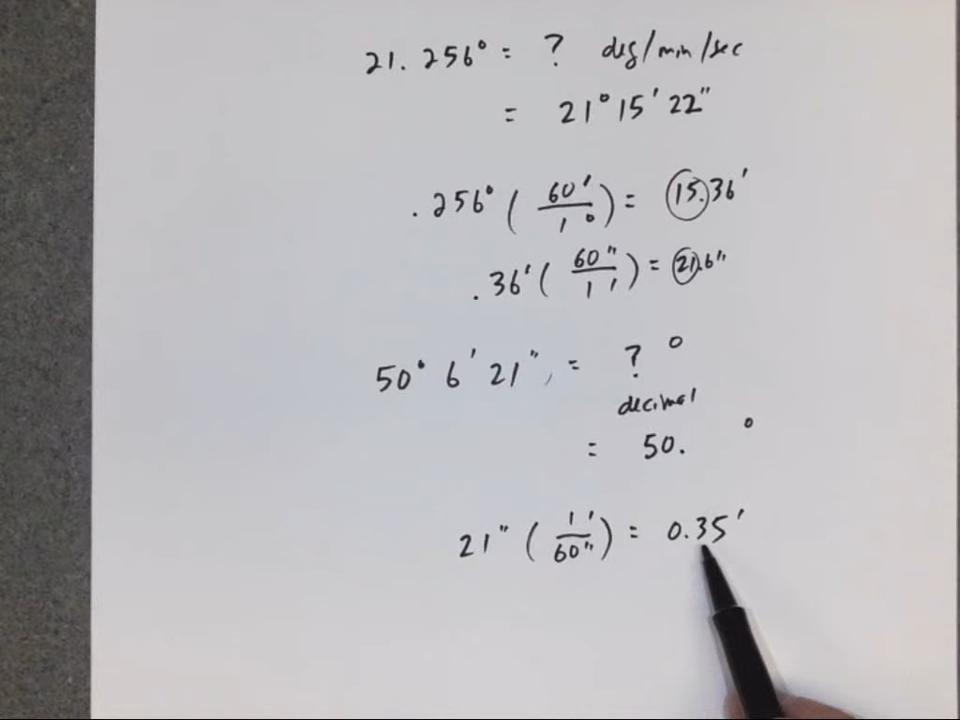 21.256° = ? deg/min/sec
= 21° 15' 22"
.256° ( 60' / 1° ) = 15.36'
.36' ( 60" / 1' ) = 21.6"
50° 6' 21" , = ? °
decimal
= 50.   °
21" ( 1' / 60" ) = 0.35'